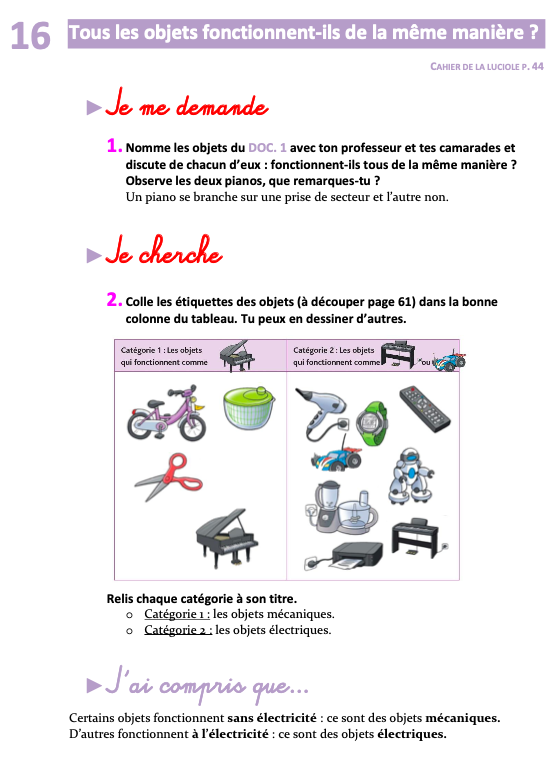 16 Tous les objets fonctionnent-ils de la même manière ?
CAHIER DE LA LUCIOLE P. 44
Je me demande
1. Nomme les objets du DOC. 1 avec ton professeur et tes camarades et
discute de chacun d'eux : fonctionnent-ils tous de la même manière ?
Observe les deux pianos, que remarques-tu ?
Un piano se branche sur une prise de secteur et l'autre non.
Je cherche
2. Colle les étiquettes des objets (à découper page 61) dans la bonne
colonne du tableau. Tu peux en dessiner d'autres.
Catégorie 1 : Les objets
qui fonctionnent comme
Catégorie 2 : Les objets
qui fonctionnent comme ou
Relis chaque catégorie à son titre.
o Catégorie 1 : les objets mécaniques.
o Catégorie 2 : les objets électriques.
J'ai compris que...
Certains objets fonctionnent sans électricité : ce sont des objets mécaniques.
D'autres fonctionnent à l'électricité : ce sont des objets électriques.